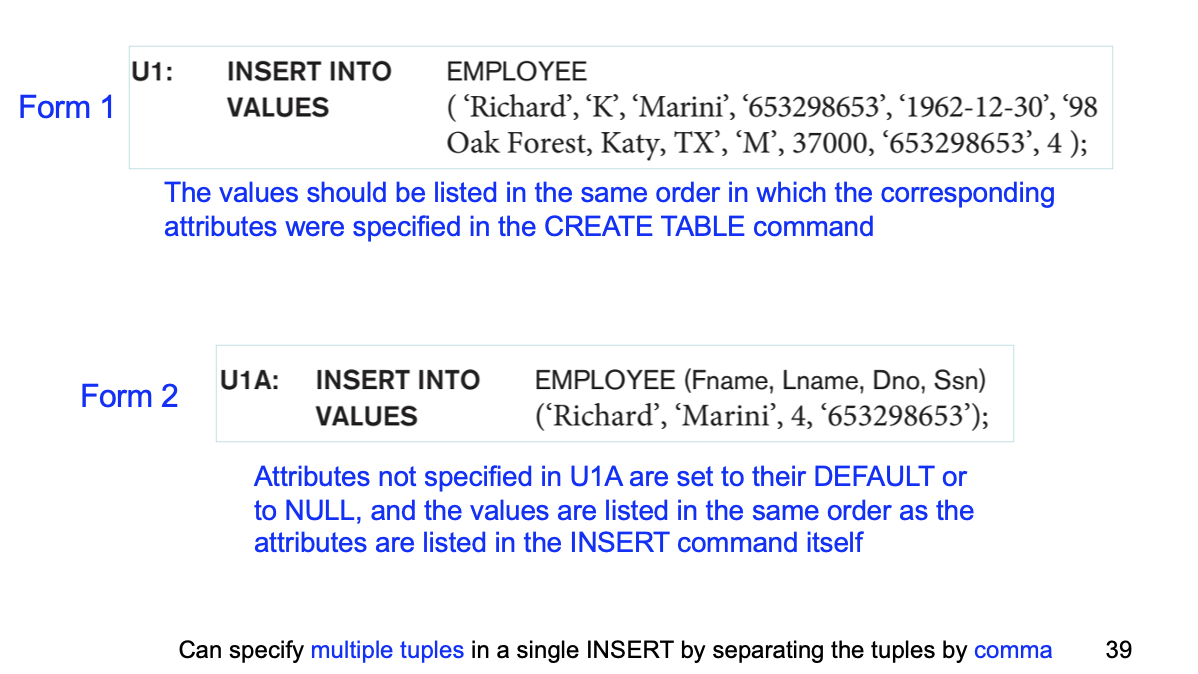 U1: INSERT INTO EMPLOYEE
Form 1 VALUES ( ‘Richard’, ‘K’, ‘Marini’, ‘653298653’, ‘1962-12-30’, ‘98
Oak Forest, Katy, TX’, ‘M’, 37000, ‘653298653’, 4 );
The values should be listed in the same order in which the corresponding
attributes were specified in the CREATE TABLE command
U1A: INSERT INTO EMPLOYEE (Fname, Lname, Dno, Ssn)
Form 2 VALUES (‘Richard’, ‘Marini’, 4, ‘653298653’);
Attributes not specified in U1A are set to their DEFAULT or
to NULL, and the values are listed in the same order as the
attributes are listed in the INSERT command itself
Can specify multiple tuples in a single INSERT by separating the tuples by comma 39